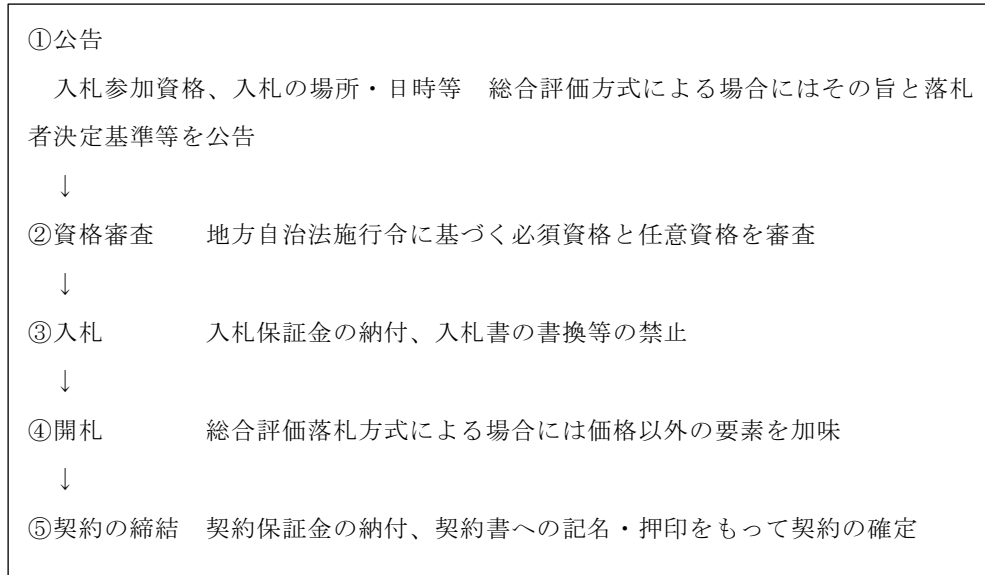 ①公告
入札参加資格、入札の場所・日時等　総合評価方式による場合にはその旨と落札
者決定基準等を公告
↓
②資格審査　　地方自治法施行令に基づく必須資格と任意資格を審査
↓
③入札　　　　入札保証金の納付、入札書の書換等の禁止
↓
④開札　　　　総合評価落札方式による場合には価格以外の要素を加味
↓
⑤契約の締結　契約保証金の納付、契約書への記名・押印をもって契約の確定